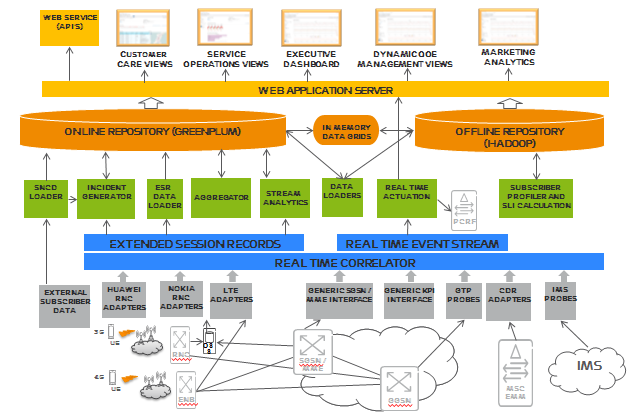 WEB SERVICE
(APIS)
CUSTOMER
CARE VIEWS
SERVICE
OPERATIONS VIEWS
EXECUTIVE
DASHBOARD
DYNAMIC QOE
MANAGEMENT VIEWS
MARKETING
ANALYTICS
WEB APPLICATION SERVER
ONLINE REPOSITORY (GREENPLUM)
IN MEMORY
DATA GRIDS
OFFLINE REPOSITORY
(HADOOP)
SNCD
LOADER
INCIDENT
GENERATOR
ESR
DATA
LOADER
AGGREGATOR
STREAM
ANALYTICS
DATA
LOADERS
REAL TIME
ACTUATION
PCRF
SUBSCRIBER
PROFILER AND
SLI CALCULATION
EXTENDED SESSION RECORDS
REAL TIME EVENT STREAM
REAL TIME CORRELATOR
EXTERNAL
SUBSCRIBER
DATA
HUAWEI
RNC
ADAPTERS
NOKIA
RNC
ADAPTERS
LTE
ADAPTERS
GENERIC SGSN /
MME INTERFACE
GENERIC KPI
INTERFACE
GTP
PROBES
CDR
ADAPTERS
IMS
PROBES
3G
UE
RNC
SGSN /
MME
4G
UE
ENB
GGSN
MSC
EMM
IMS